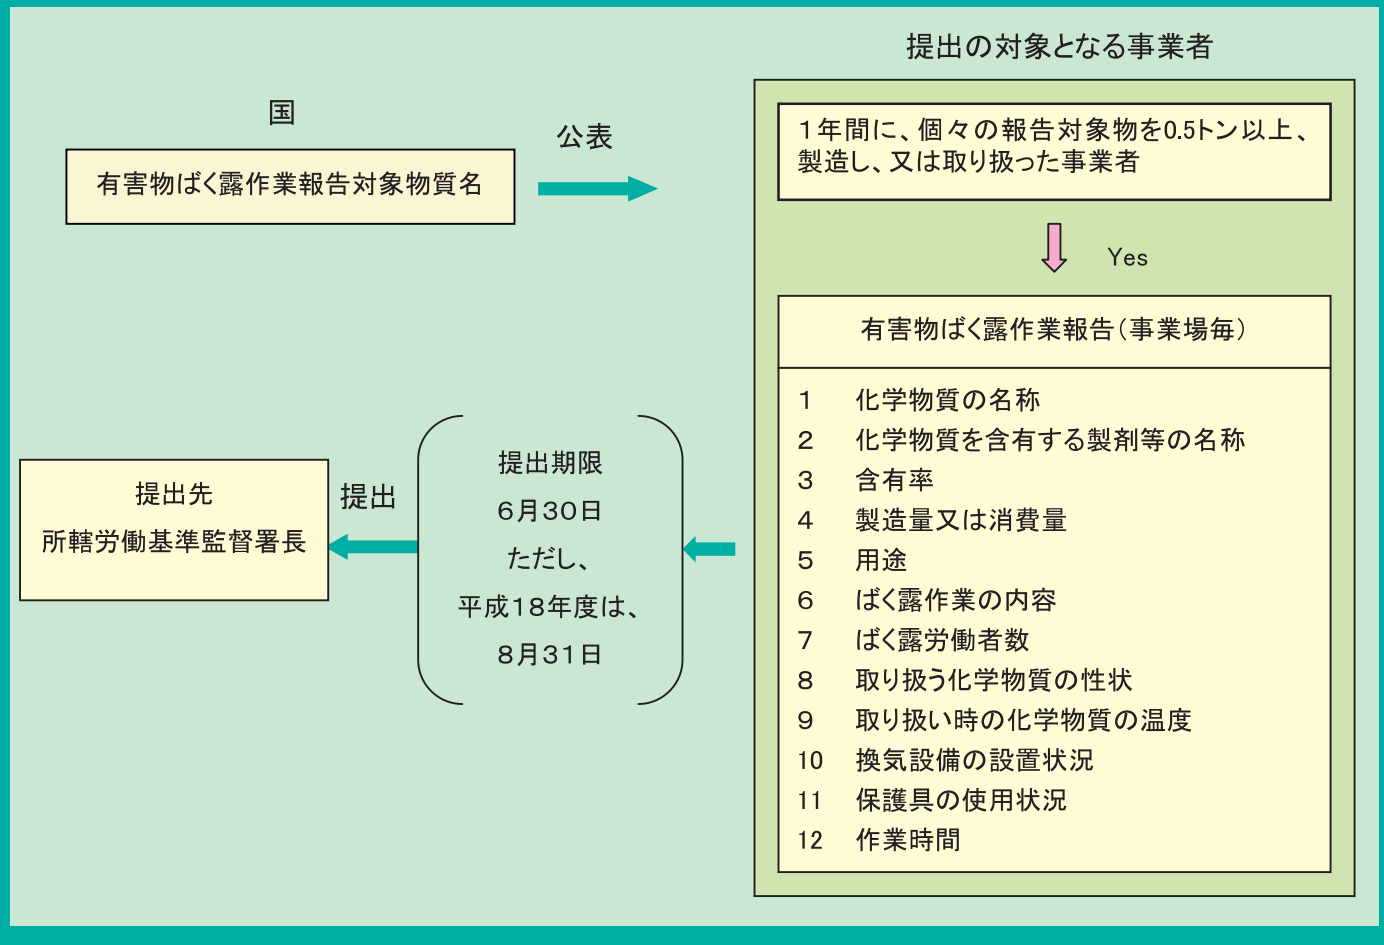 国
有害物ばく露作業報告対象物質名
公表
提出の対象となる事業者
１年間に、個々の報告対象物を0.5トン以上、
製造し、又は取り扱った事業者
Yes
有害物ばく露作業報告（事業場毎）
１ 化学物質の名称
２ 化学物質を含有する製剤等の名称
３ 含有率
４ 製造量又は消費量
５ 用途
６ ばく露作業の内容
７ ばく露労働者数
８ 取り扱う化学物質の性状
９ 取り扱い時の化学物質の温度
10 換気設備の設置状況
11 保護具の使用状況
12 作業時間
提出期限
６月３０日
ただし、
平成１８年度は、
８月３１日
提出
提出先
所轄労働基準監督署長